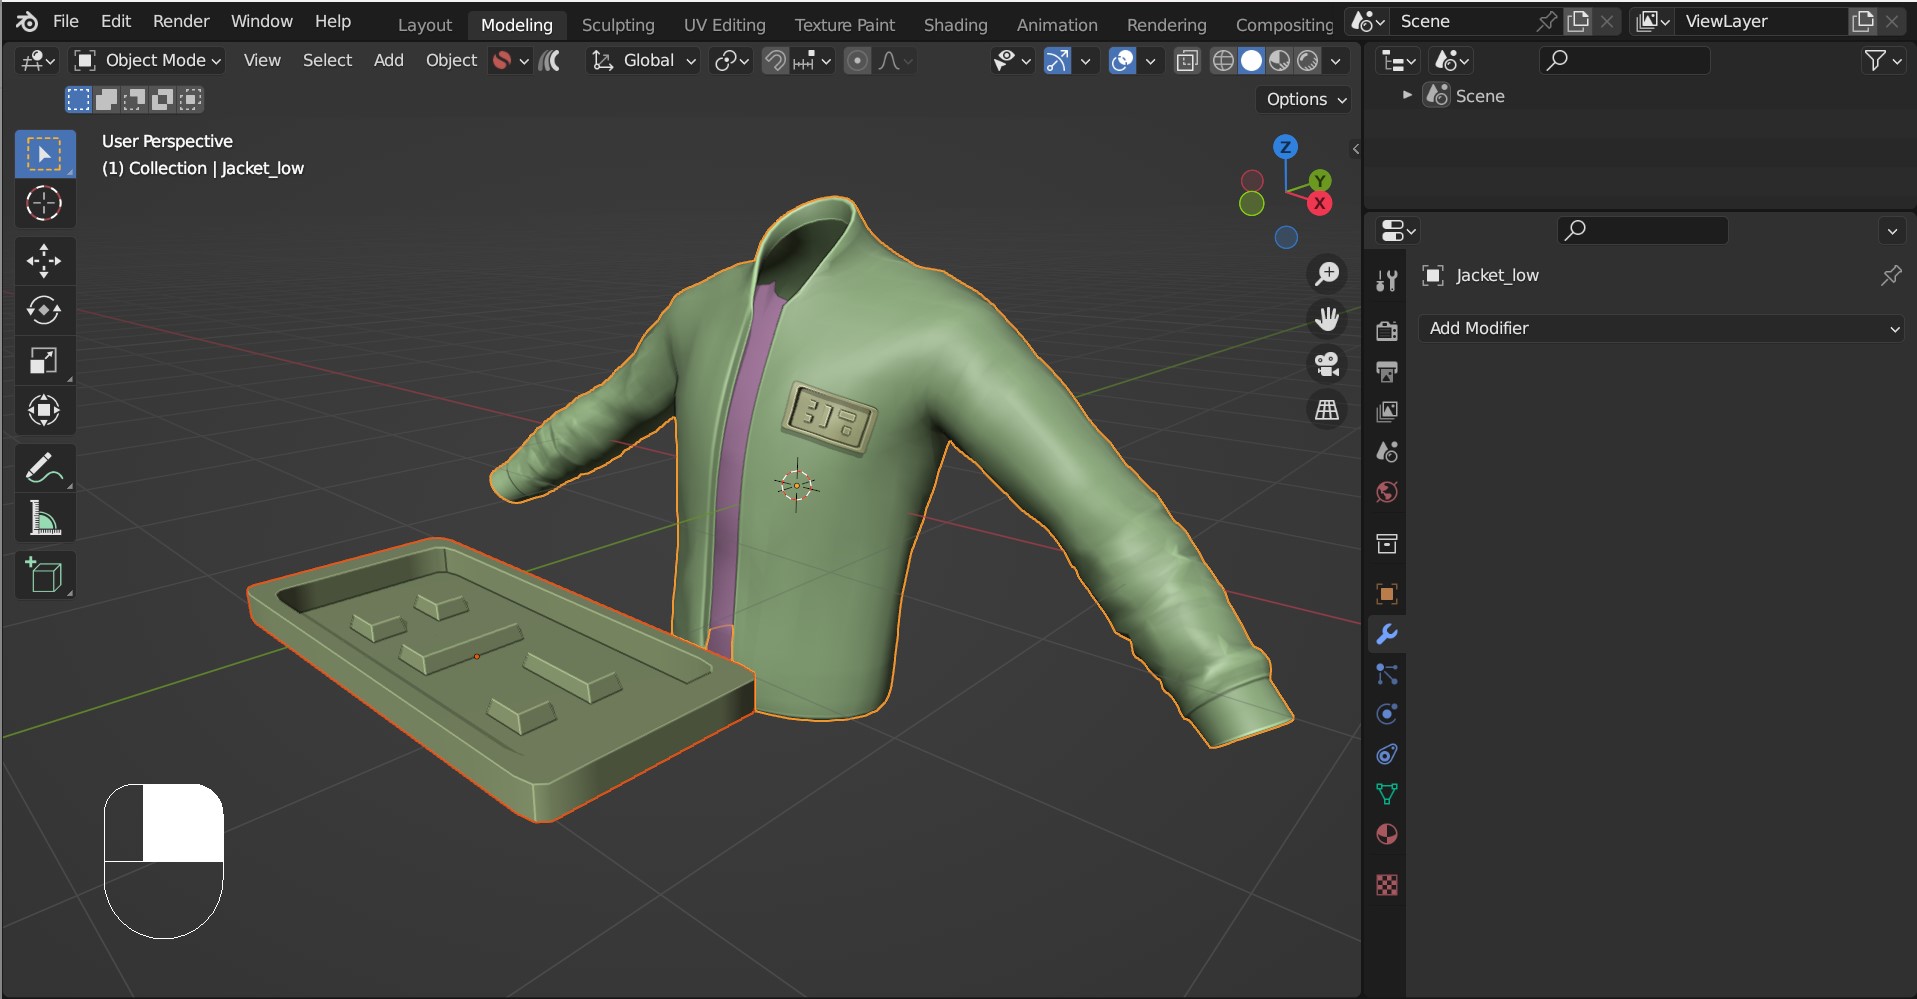 File Edit Render Window Help Layout Modeling Sculpting UV Editing Texture Paint Shading Animation Rendering Compositing Scene ViewLayer
Object Mode View Select Add Object Global
Options
Scene
User Perspective
(1) Collection | Jacket_low
Z
Y
X
Jacket_low
Add Modifier